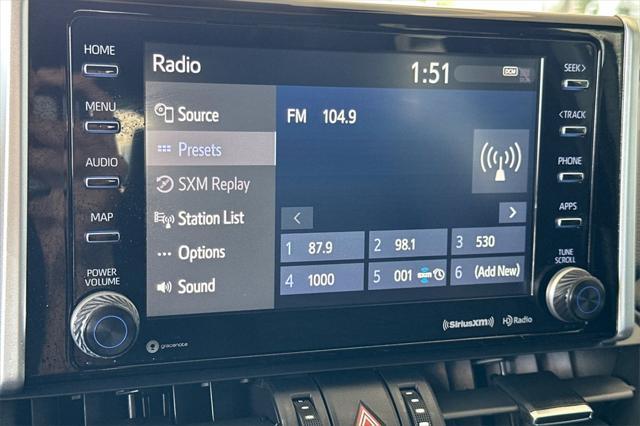 HOME
MENU
AUDIO
MAP
POWER
VOLUME
Radio
1:51
DCM
Source
Presets
SXM Replay
Station List
Options
Sound
FM 104.9
1 87.9
2 98.1
3 530
4 1000
5 001 sxm
6 (Add New)
gracenote
SiriusXM
HD Radio
SEEK >
< TRACK
PHONE
APPS
TUNE
SCROLL